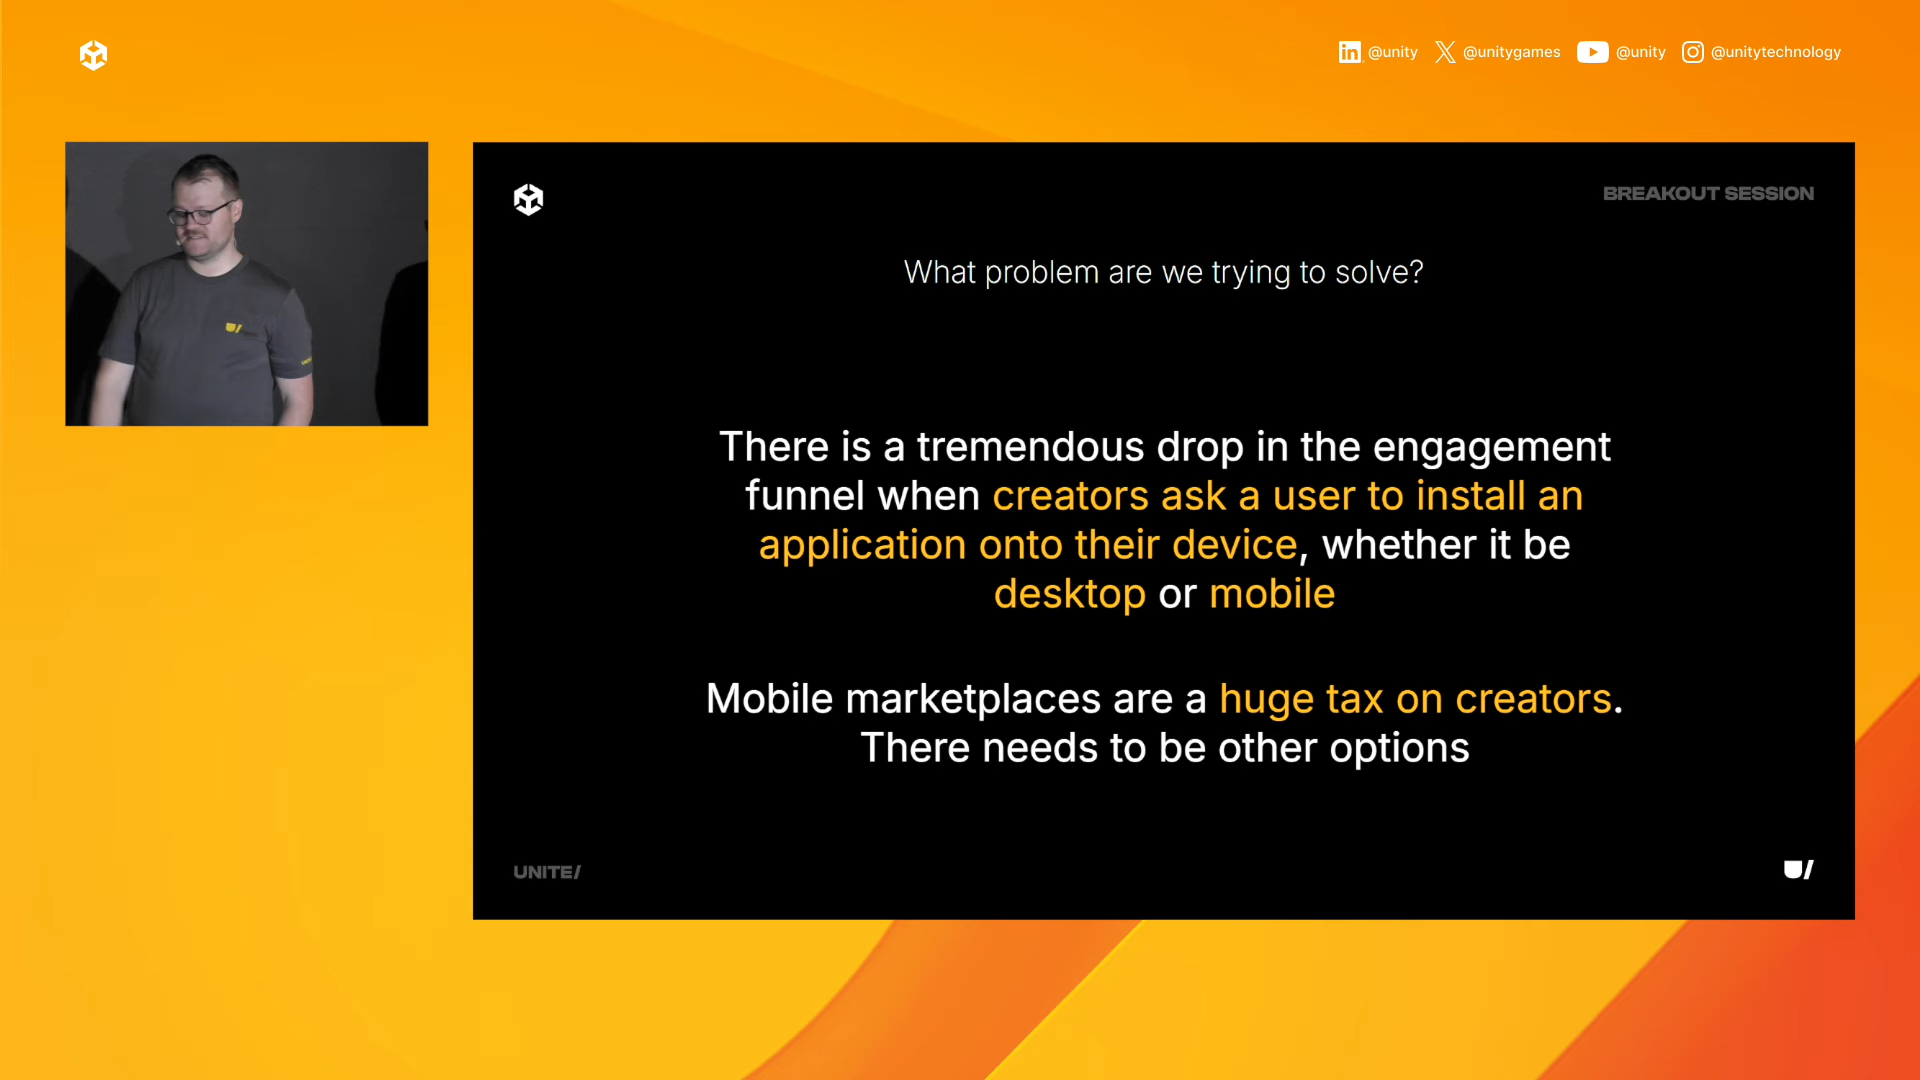 @unity
@unitygames
@unity
@unitytechnology
BREAKOUT SESSION
What problem are we trying to solve?
There is a tremendous drop in the engagement
funnel when creators ask a user to install an
application onto their device, whether it be
desktop or mobile
Mobile marketplaces are a huge tax on creators.
There needs to be other options
UNITE/
U/